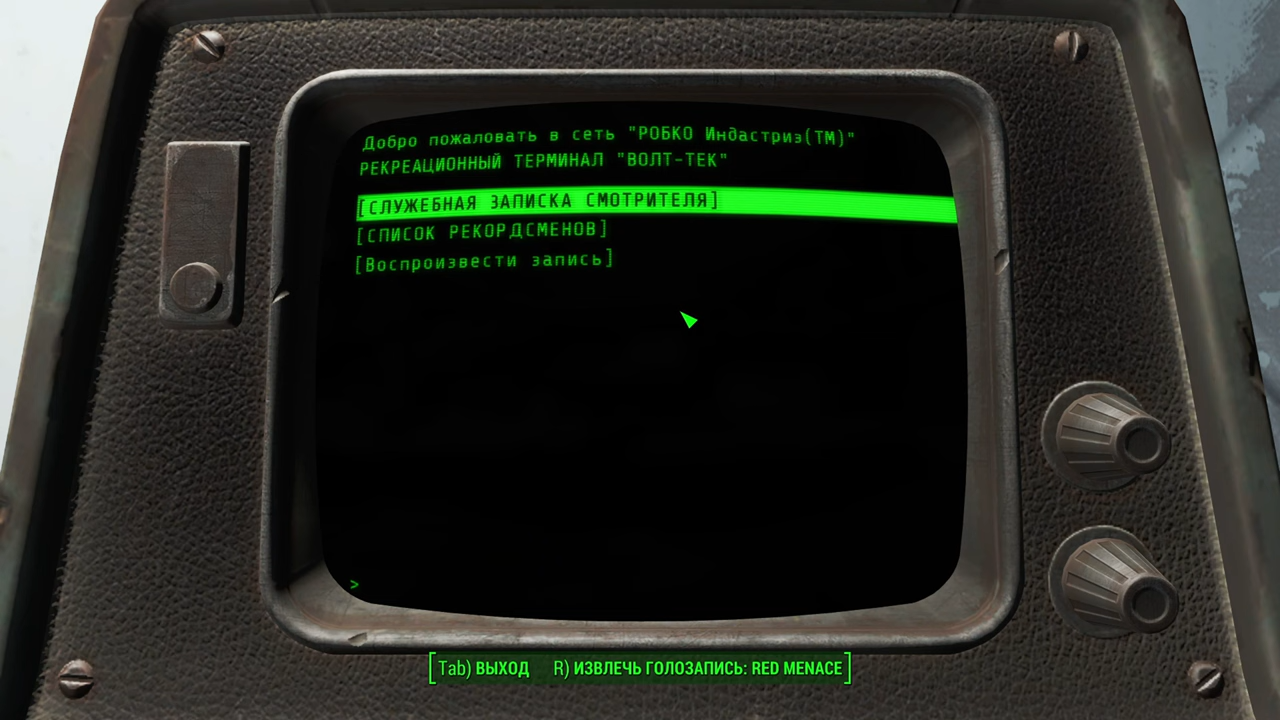 Добро пожаловать в сеть "РОБКО Индастриз(ТМ)"
РЕКРЕАЦИОННЫЙ ТЕРМИНАЛ "ВОЛТ-ТЕК"
[СЛУЖЕБНАЯ ЗАПИСКА СМОТРИТЕЛЯ]
[СПИСОК РЕКОРДСМЕНОВ]
[Воспроизвести запись]
>
[Tab) ВЫХОД R) ИЗВЛЕЧЬ ГОЛОЗАПИСЬ: RED MENACE]